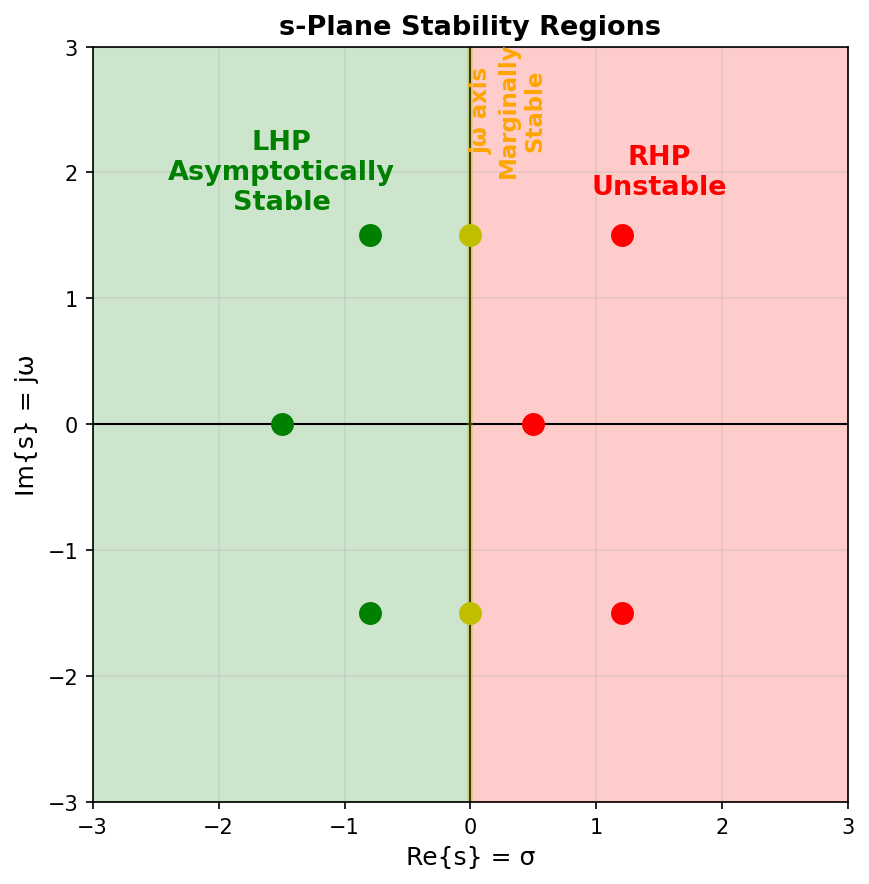 s-Plane Stability Regions
LHP
Asymptotically
Stable
jω axis
Marginally
Stable
RHP
Unstable
3
2
1
0
−1
−2
−3
−3
−2
−1
0
1
2
3
Im{s} = jω
Re{s} = σ